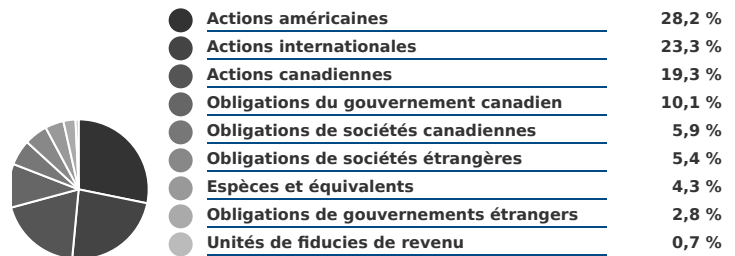 Actions américaines 28,2 %
Actions internationales 23,3 %
Actions canadiennes 19,3 %
Obligations du gouvernement canadien 10,1 %
Obligations de sociétés canadiennes 5,9 %
Obligations de sociétés étrangères 5,4 %
Espèces et équivalents 4,3 %
Obligations de gouvernements étrangers 2,8 %
Unités de fiducies de revenu 0,7 %